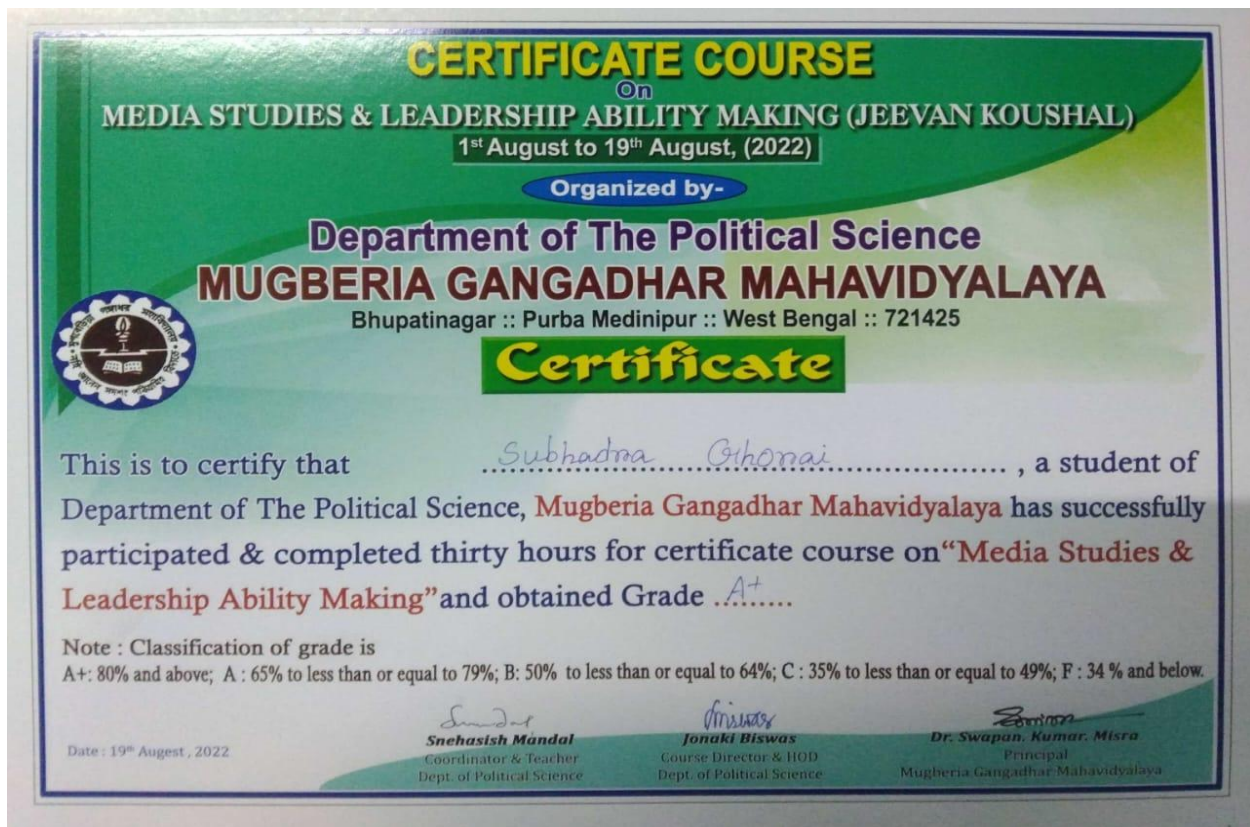 CERTIFICATE COURSE
On
MEDIA STUDIES & LEADERSHIP ABILITY MAKING (JEEVAN KOUSHAL)
1st August to 19th August, (2022)
Organized by-
Department of The Political Science
MUGBERIA GANGADHAR MAHAVIDYALAYA
Bhupatinagar :: Purba Medinipur :: West Bengal :: 721425
Certificate
This is to certify that ..Subhadra.....Ghorai.......................... , a student of
Department of The Political Science, Mugberia Gangadhar Mahavidyalaya has successfully
participated & completed thirty hours for certificate course on“Media Studies &
Leadership Ability Making”and obtained Grade ..A+......
Note : Classification of grade is
A+: 80% and above; A : 65% to less than or equal to 79%; B: 50% to less than or equal to 64%; C : 35% to less than or equal to 49%; F : 34 % and below.
Date : 19th Augest , 2022
Snehasish Mandal
Coordinator & Teacher
Dept. of Political Science
Jonaki Biswas
Course Director & HOD
Dept. of Political Science
Dr. Swapan. Kumar. Misra
Principal
Mugberia Gangadhar Mahavidyalaya